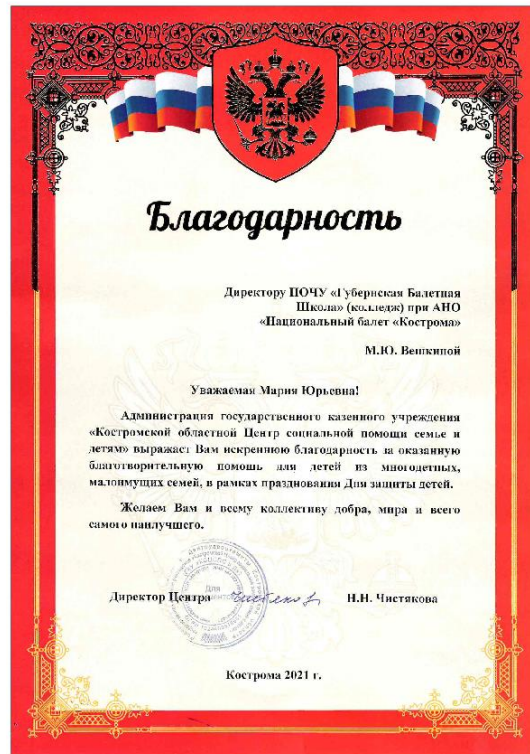 Благодарность
Директору ПОЧУ «Губернская Балетная
Школа» (колледж) при АНО
«Национальный балет «Кострома»
М.Ю. Вешкиной
Уважаемая Мария Юрьевна!
Администрация государственного казенного учреждения
«Костромской областной Центр социальной помощи семье и
детям» выражает Вам искреннюю благодарность за оказанную
благотворительную помощь для детей из многодетных,
малоимущих семей, в рамках празднования Дня защиты детей.
Желаем Вам и всему коллективу добра, мира и всего
самого наилучшего.
Для
Директор Центра Н.Н. Чистякова
Кострома 2021 г.